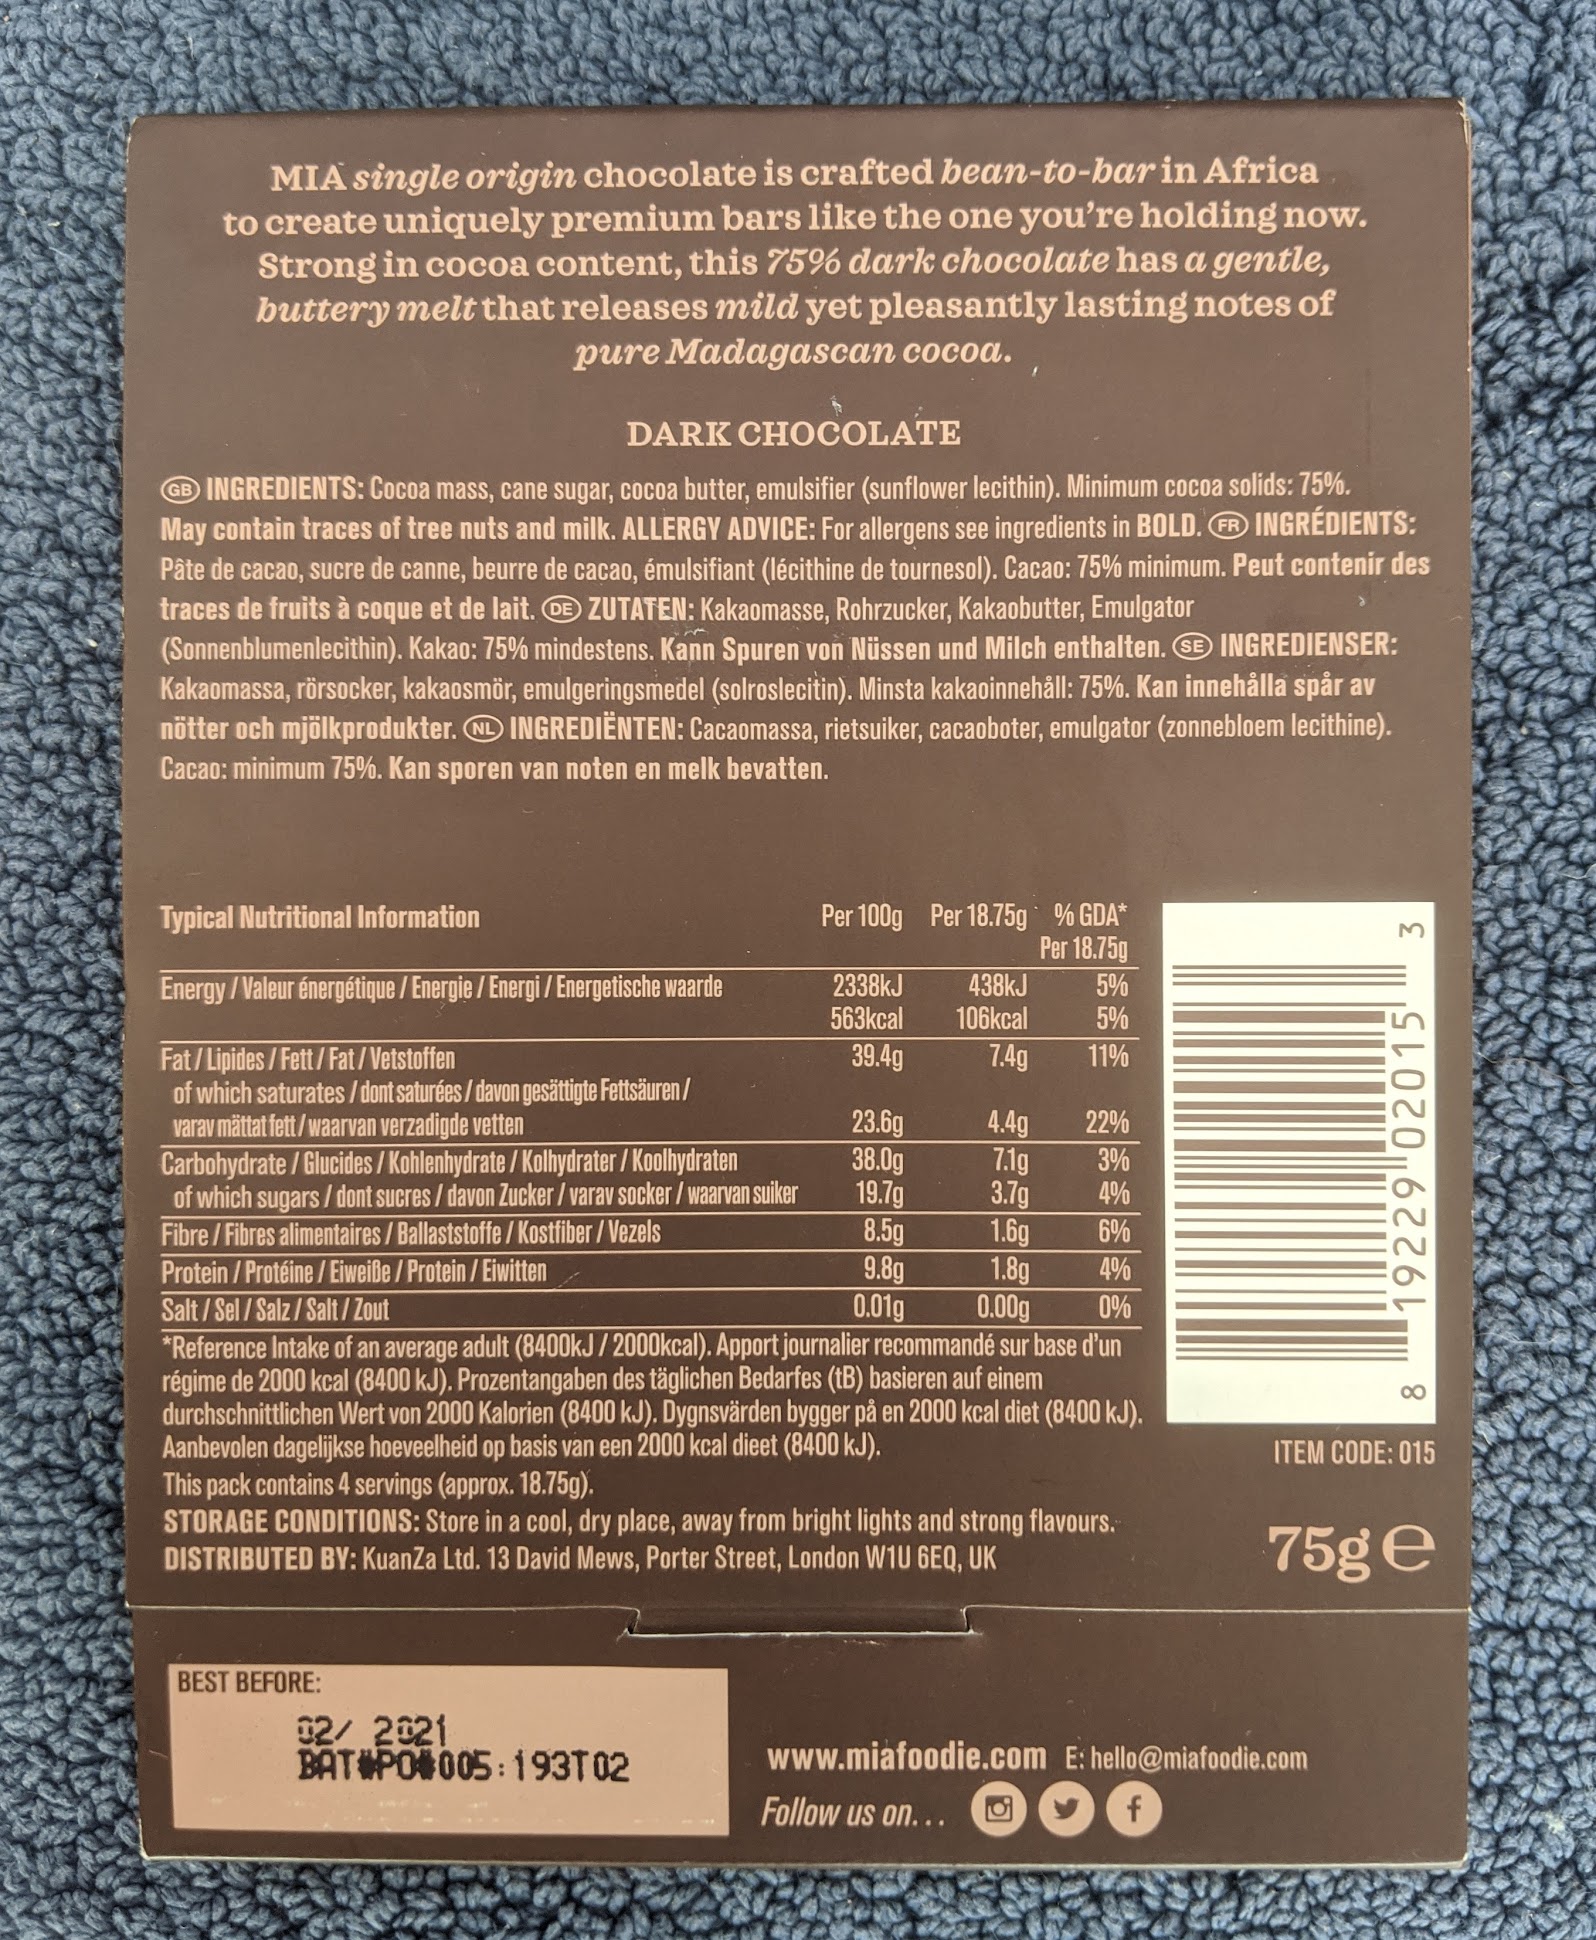 MIA single origin chocolate is crafted bean-to-bar in Africa
to create uniquely premium bars like the one you're holding now.
Strong in cocoa content, this 75% dark chocolate has a gentle,
buttery melt that releases mild yet pleasantly lasting notes of
pure Madagascan cocoa.
DARK CHOCOLATE
GB INGREDIENTS: Cocoa mass, cane sugar, cocoa butter, emulsifier (sunflower lecithin). Minimum cocoa solids: 75%.
May contain traces of tree nuts and milk. ALLERGY ADVICE: For allergens see ingredients in BOLD. FR INGRÉDIENTS:
Pâte de cacao, sucre de canne, beurre de cacao, émulsifiant (lécithine de tournesol). Cacao: 75% minimum. Peut contenir des
traces de fruits à coque et de lait. DE ZUTATEN: Kakaomasse, Rohrzucker, Kakaobutter, Emulgator
(Sonnenblumenlecithin). Kakao: 75% mindestens. Kann Spuren von Nüssen und Milch enthalten. SE INGREDIENSER:
Kakaomassa, rörsocker, kakaosmör, emulgeringsmedel (solroslecitin). Minsta kakaoinnehåll: 75%. Kan innehålla spår av
nötter och mjölkprodukter. NL INGREDIËNTEN: Cacaomassa, rietsuiker, cacaoboter, emulgator (zonnebloem lecithine).
Cacao: minimum 75%. Kan sporen van noten en melk bevatten.
Typical Nutritional Information Per 100g Per 18.75g % GDA*
Per 18.75g
Energy / Valeur énergétique / Energie / Energi / Energetische waarde 2338kJ 438kJ 5%
563kcal 106kcal 5%
Fat / Lipides / Fett / Fat / Vetstoffen 39.4g 7.4g 11%
of which saturates / dont saturées / davon gesättigte Fettsäuren /
varav mättat fett / waarvan verzadigde vetten 23.6g 4.4g 22%
Carbohydrate / Glucides / Kohlenhydrate / Kolhydrater / Koolhydraten 38.0g 7.1g 3%
of which sugars / dont sucres / davon Zucker / varav socker / waarvan suiker 19.7g 3.7g 4%
Fibre / Fibres alimentaires / Ballaststoffe / Kostfiber / Vezels 8.5g 1.6g 6%
Protein / Protéine / Eiweiße / Protein / Eiwitten 9.8g 1.8g 4%
Salt / Sel / Salz / Salt / Zout 0.01g 0.00g 0%
*Reference Intake of an average adult (8400kJ / 2000kcal). Apport journalier recommandé sur base d'un
régime de 2000 kcal (8400 kJ). Prozentangaben des täglichen Bedarfes (tB) basieren auf einem
durchschnittlichen Wert von 2000 Kalorien (8400 kJ). Dygnsvärden bygger på en 2000 kcal diet (8400 kJ).
Aanbevolen dagelijkse hoeveelheid op basis van een 2000 kcal dieet (8400 kJ).
This pack contains 4 servings (approx. 18.75g).
STORAGE CONDITIONS: Store in a cool, dry place, away from bright lights and strong flavours.
DISTRIBUTED BY: KuanZa Ltd. 13 David Mews, Porter Street, London W1U 6EQ, UK
8 19229 02015 3
ITEM CODE: 015
75g e
BEST BEFORE:
02/ 2021
BAT#PO#005:193T02
www.miafoodie.com E: hello@miafoodie.com
Follow us on...